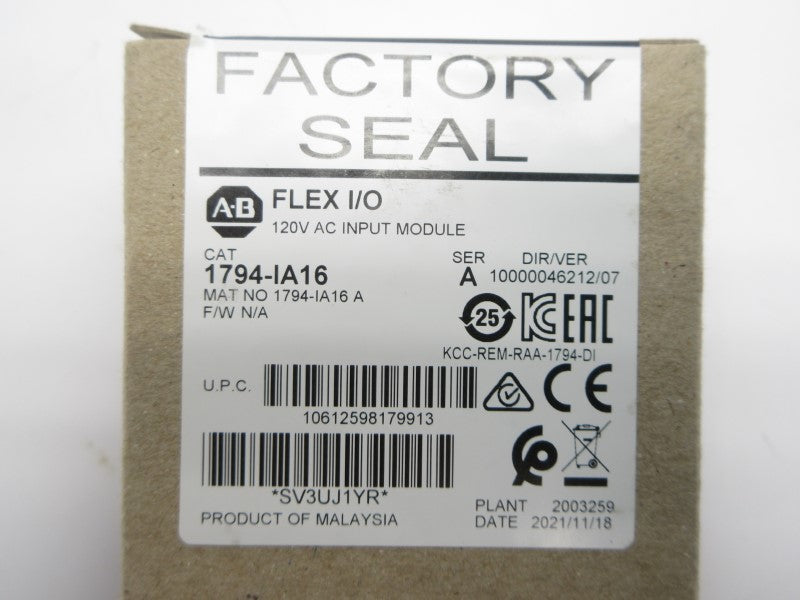 FACTORY
SEAL
A-B
FLEX I/O
120V AC INPUT MODULE
CAT
1794-IA16
MAT NO 1794-IA16 A
F/W N/A
SER
A
DIR/VER
10000046212/07
25
KC
EAC
KCC-REM-RAA-1794-DI
U.P.C.
10612598179913
CE
*SV3UJ1YR*
PRODUCT OF MALAYSIA
PLANT 2003259
DATE 2021/11/18